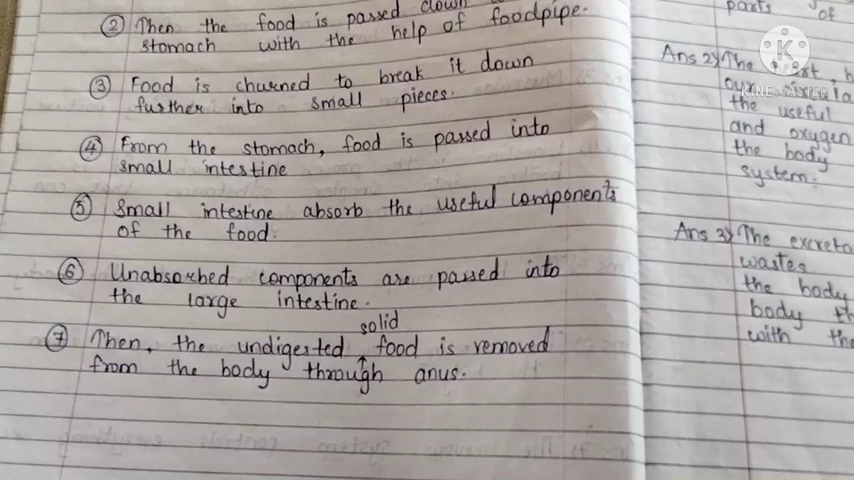 ② Then the food is passed down
stomach with the help of foodpipe.
③ Food is churned to break it down
further into small pieces.
④ From the stomach, food is passed into
small intestine
⑤ Small intestine absorb the useful components
of the food.
⑥ Unabsorbed components are passed into
the large intestine.
solid
⑦ Then, the undigested ↑ food is removed
from the body through anus.
parts of
Ans 2) The
our
the useful
and oxygen
the body
system.
Ans 3) The
wastes
the body
body
with the
KINEMASTER